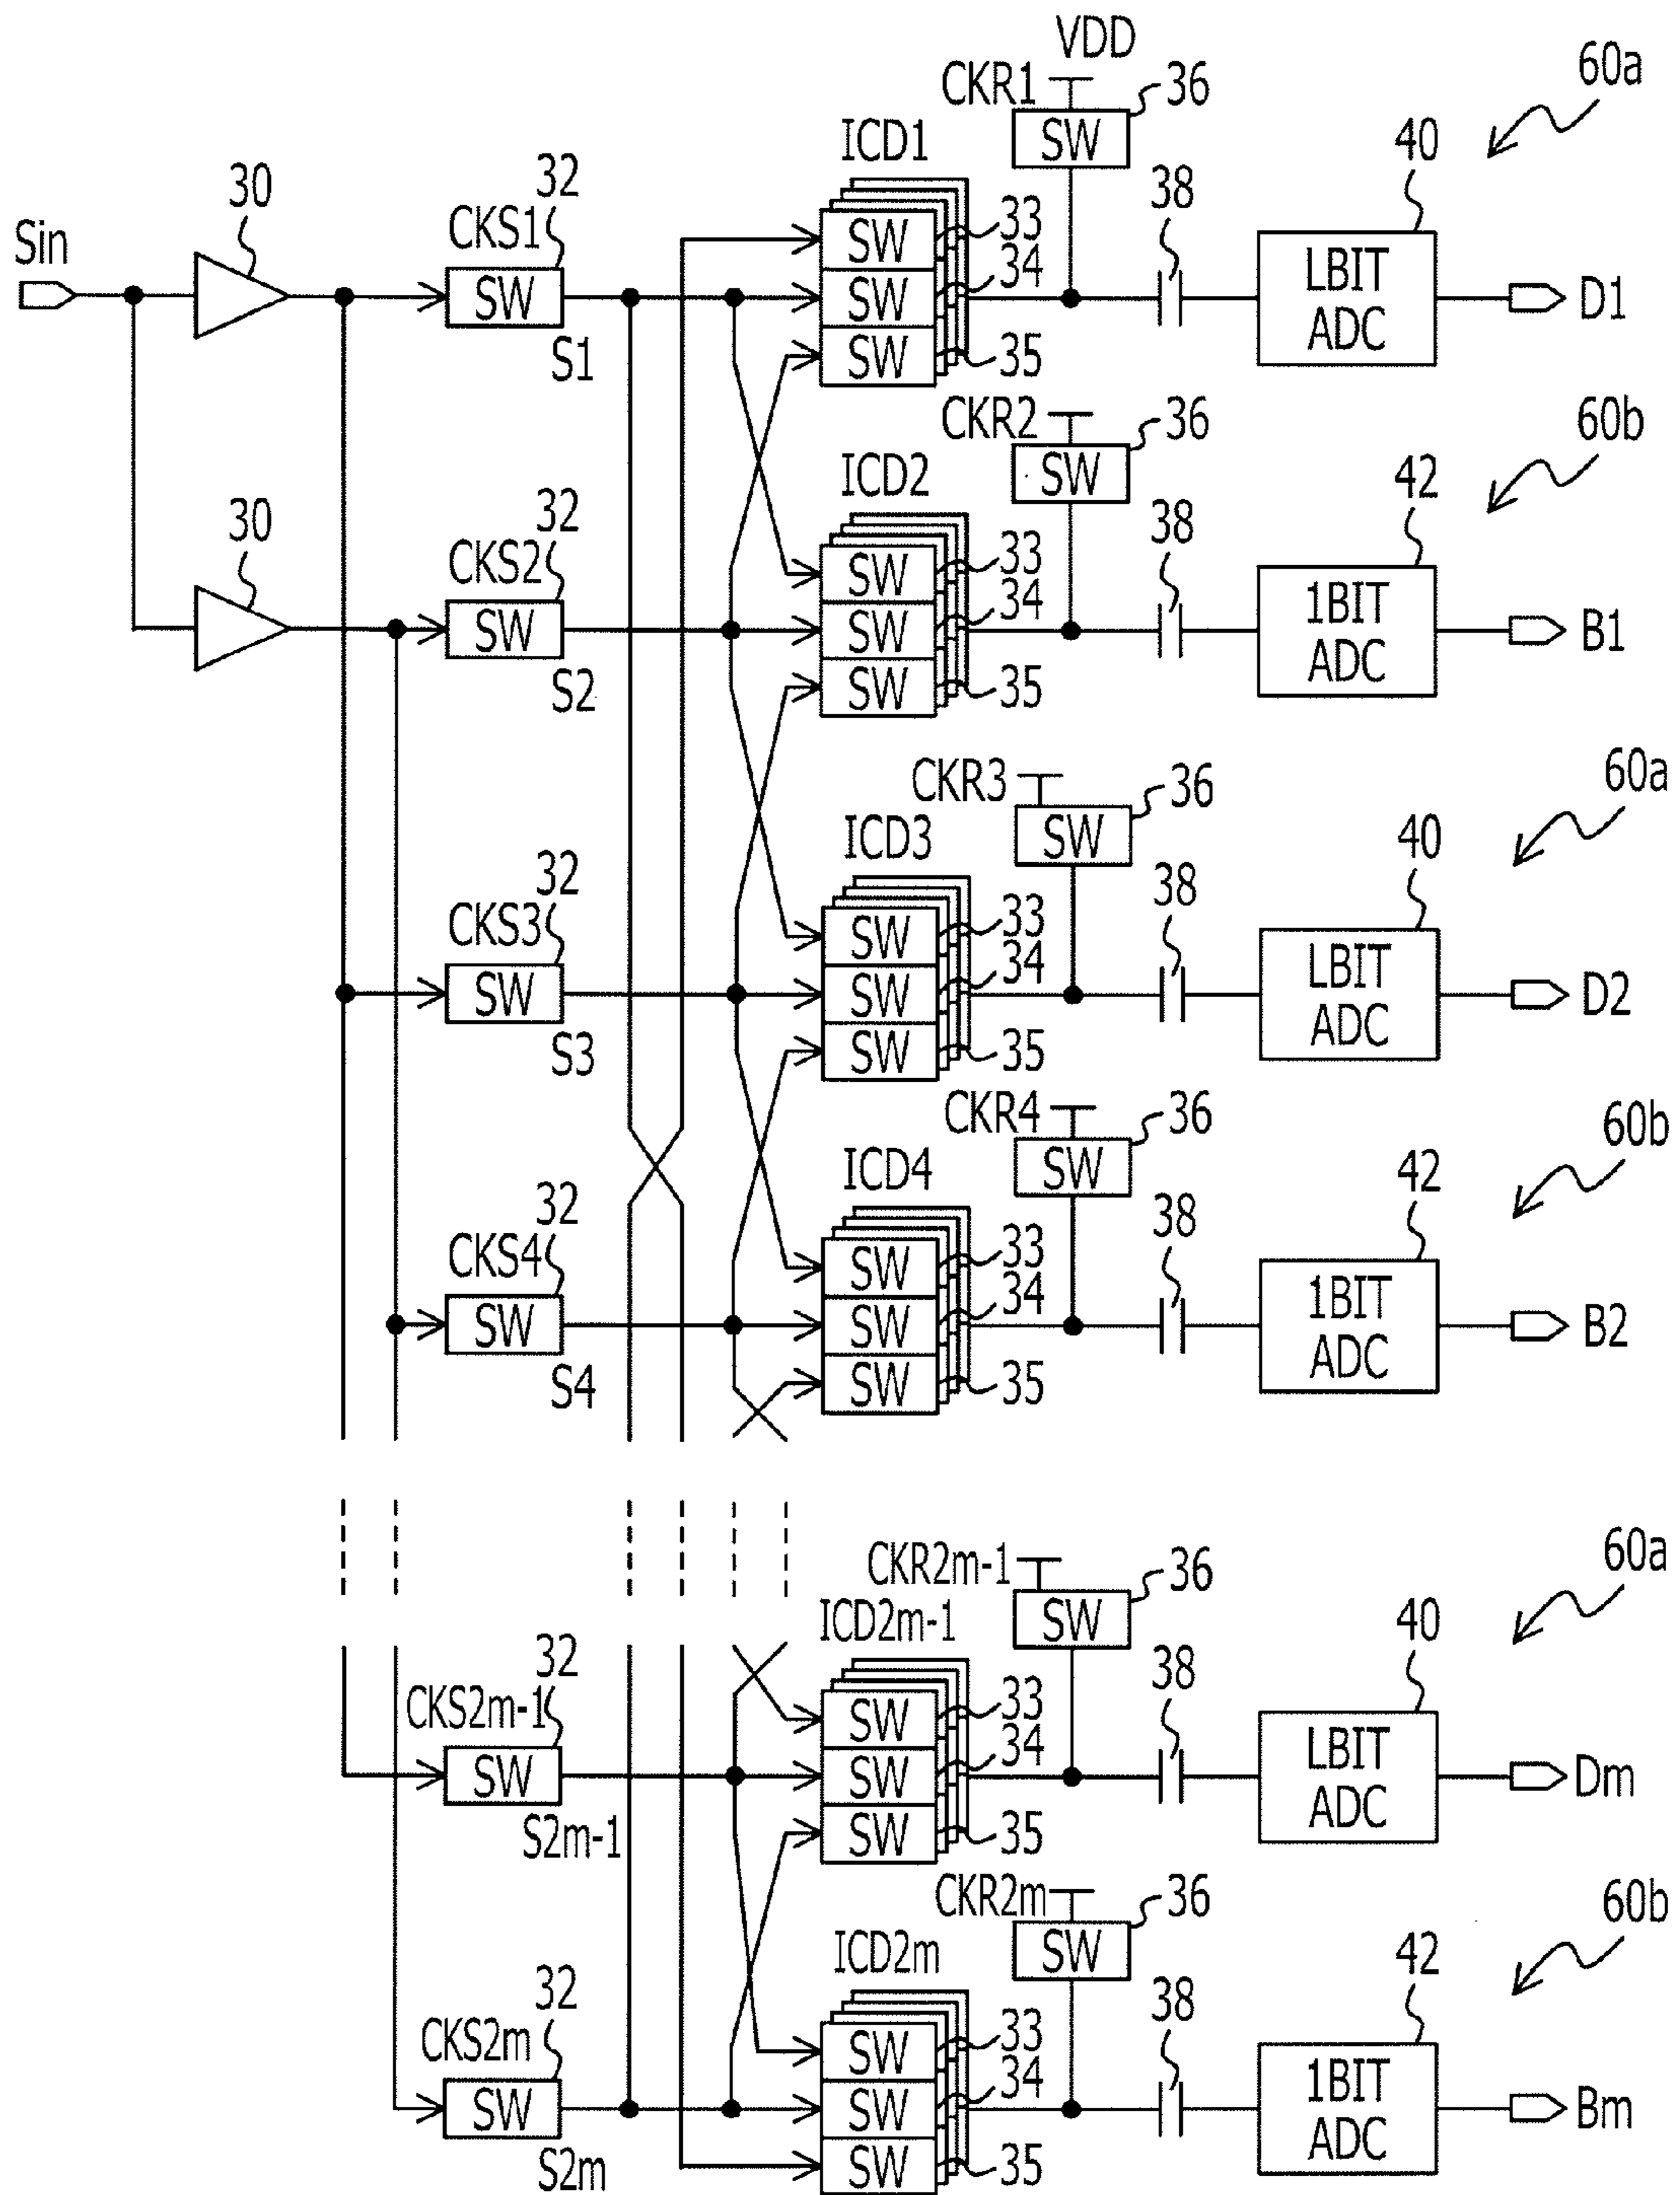 VDD
60a
CKR1
36
SW
ICD1
40
32
30
38
CKS1
Sin
SW
33
SW
34
SW
LBIT
ADC
D1
S1
SW
35
60b
CKR2
36
SW
ICD2
42
32
30
38
CKS2
SW
33
SW
34
SW
1BIT
ADC
B1
S2
SW
35
60a
CKR3
36
SW
ICD3
40
32
38
CKS3
SW
33
SW
34
SW
LBIT
ADC
D2
S3
SW
35
60b
CKR4
36
SW
ICD4
42
32
38
CKS4
SW
33
SW
34
SW
1BIT
ADC
B2
S4
SW
35
60a
CKR2m-1
36
SW
ICD2m-1
40
32
38
CKS2m-1
SW
33
SW
34
SW
LBIT
ADC
Dm
S2m-1
SW
35
60b
CKR2m
36
SW
ICD2m
42
32
38
CKS2m
SW
33
SW
34
SW
1BIT
ADC
Bm
S2m
SW
35